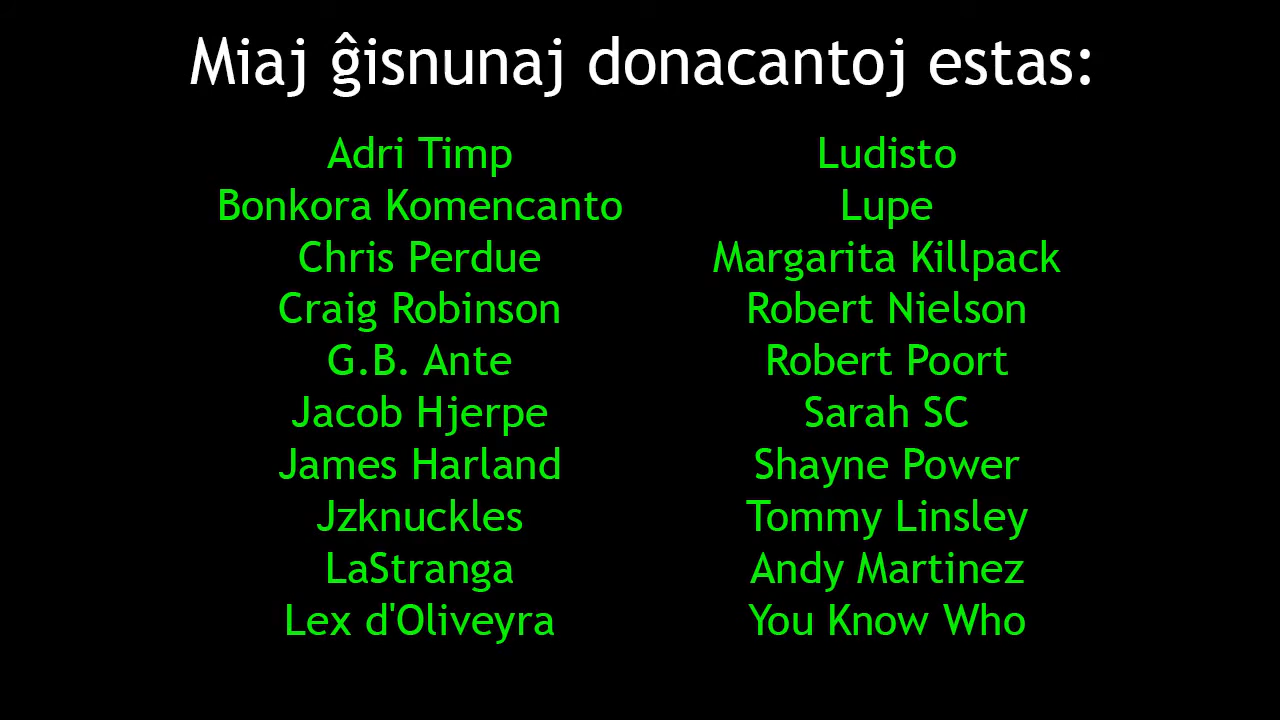 Miaj ĝisnunaj donacantoj estas:
Adri Timp
Bonkora Komencanto
Chris Perdue
Craig Robinson
G.B. Ante
Jacob Hjerpe
James Harland
Jzknuckles
LaStranga
Lex d'Oliveyra
Ludisto
Lupe
Margarita Killpack
Robert Nielson
Robert Poort
Sarah SC
Shayne Power
Tommy Linsley
Andy Martinez
You Know Who